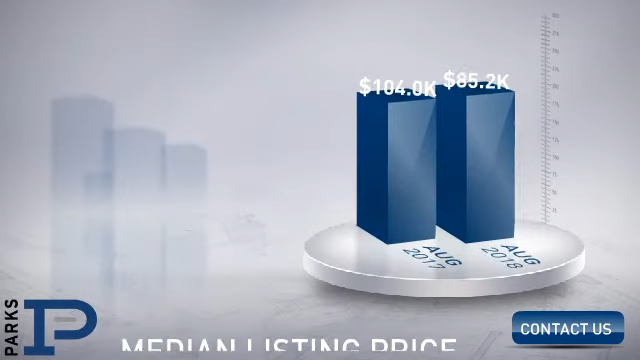 $104.0K
$85.2K
AUG
2017
AUG
2018
PARKS
P
CONTACT US
MEDIAN LISTING PRICE